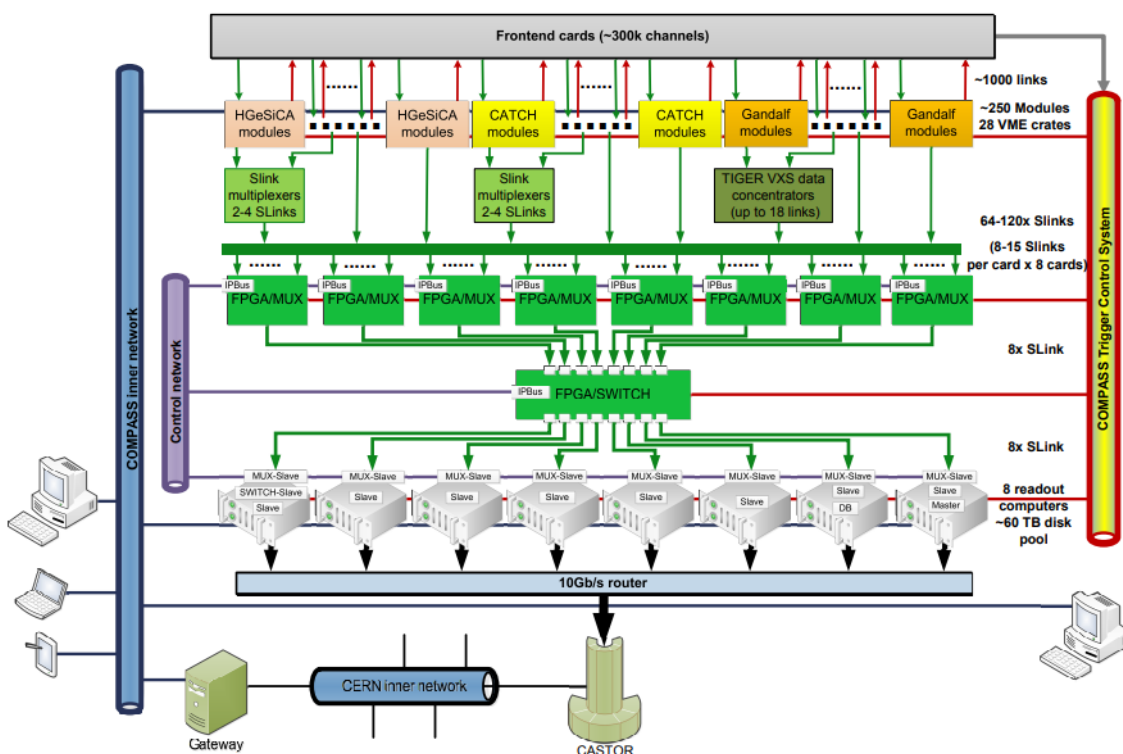 Frontend cards (~300k channels)
~1000 links
HGeSiCA
modules
HGeSiCA
modules
CATCH
modules
CATCH
modules
Gandalf
modules
Gandalf
modules
~250 Modules
28 VME crates
Slink
multiplexers
2-4 SLinks
Slink
multiplexers
2-4 SLinks
TIGER VXS data
concentrators
(up to 18 links)
64-120x Slinks
(8-15 Slinks
per card x 8 cards)
IPBus
FPGA/MUX
IPBus
FPGA/MUX
IPBus
FPGA/MUX
IPBus
FPGA/MUX
IPBus
FPGA/MUX
IPBus
FPGA/MUX
IPBus
FPGA/MUX
IPBus
FPGA/MUX
COMPASS inner network
Control network
COMPASS Trigger Control System
8x SLink
IPBus
FPGA/SWITCH
8x SLink
MUX-Slave
SWITCH-Slave
Slave
MUX-Slave
Slave
MUX-Slave
Slave
MUX-Slave
Slave
MUX-Slave
Slave
MUX-Slave
Slave
MUX-Slave
Slave
DB
MUX-Slave
Slave
Master
8 readout
computers
~60 TB disk
pool
10Gb/s router
CERN inner network
Gateway
CASTOR